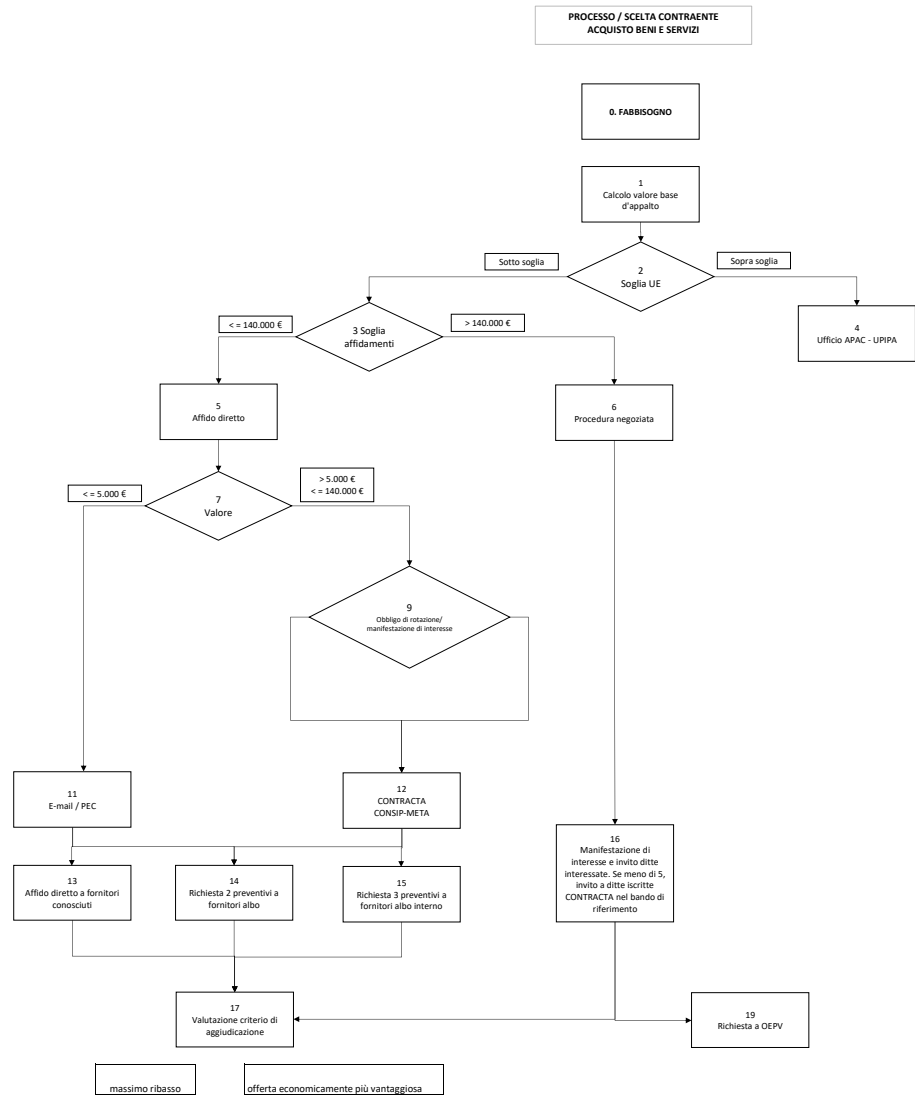 PROCESSO / SCELTA CONTRAENTE
ACQUISTO BENI E SERVIZI
0. FABBISOGNO
1
Calcolo valore base
d'appalto
Sotto soglia
2
Soglia UE
Sopra soglia
< = 140.000 €
3 Soglia
affidamenti
> 140.000 €
4
Ufficio APAC - UPIPA
5
Affido diretto
6
Procedura negoziata
< = 5.000 €
7
Valore
> 5.000 €
< = 140.000 €
9
Obbligo di rotazione/
manifestazione di interesse
11
E-mail / PEC
12
CONTRACTA
CONSIP-META
13
Affido diretto a fornitori
conosciuti
14
Richiesta 2 preventivi a
fornitori albo
15
Richiesta 3 preventivi a
fornitori albo interno
16
Manifestazione di
interesse e invito ditte
interessate. Se meno di 5,
invito a ditte iscritte
CONTRACTA nel bando di
riferimento
17
Valutazione criterio di
aggiudicazione
19
Richiesta a OEPV
massimo ribasso
offerta economicamente più vantaggiosa